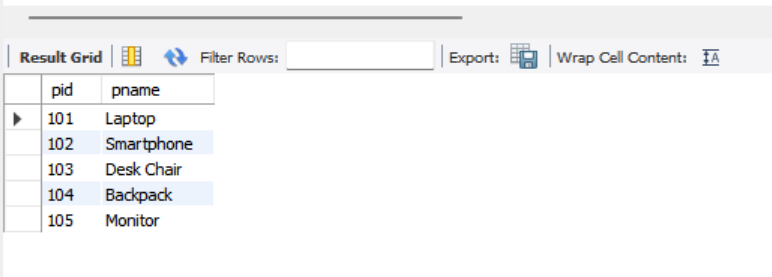 Result Grid Filter Rows: Export: Wrap Cell Content:
pid pname
101 Laptop
102 Smartphone
103 Desk Chair
104 Backpack
105 Monitor